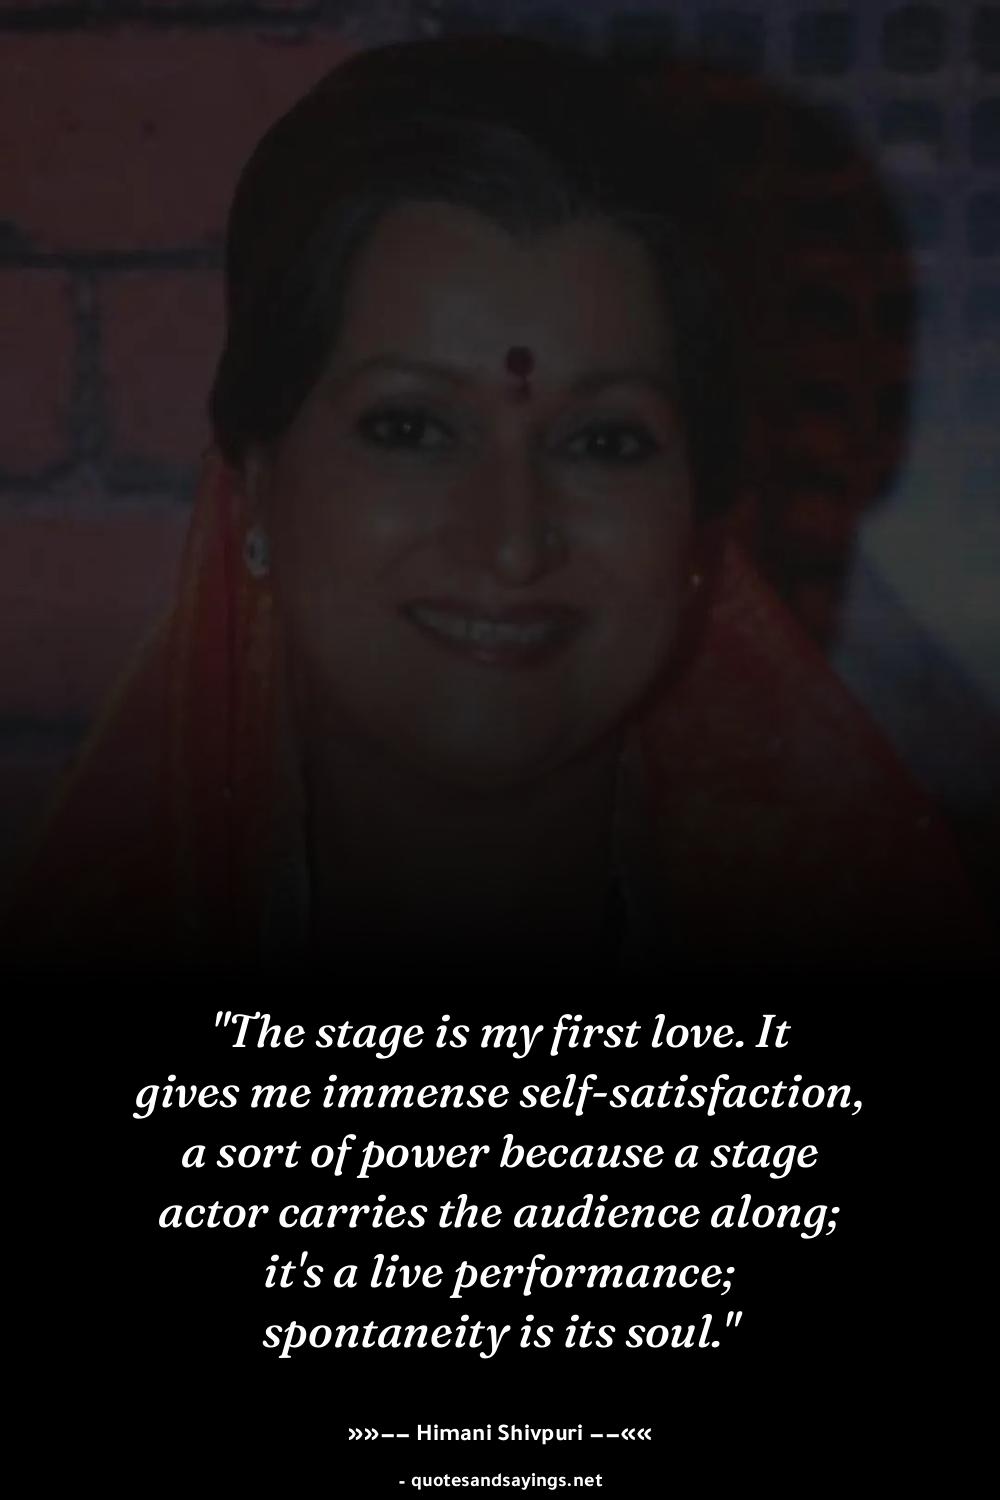 "The stage is my first love. It
gives me immense self-satisfaction,
a sort of power because a stage
actor carries the audience along;
it's a live performance;
spontaneity is its soul."
»»−− Himani Shivpuri −−««
- quotesandsayings.net